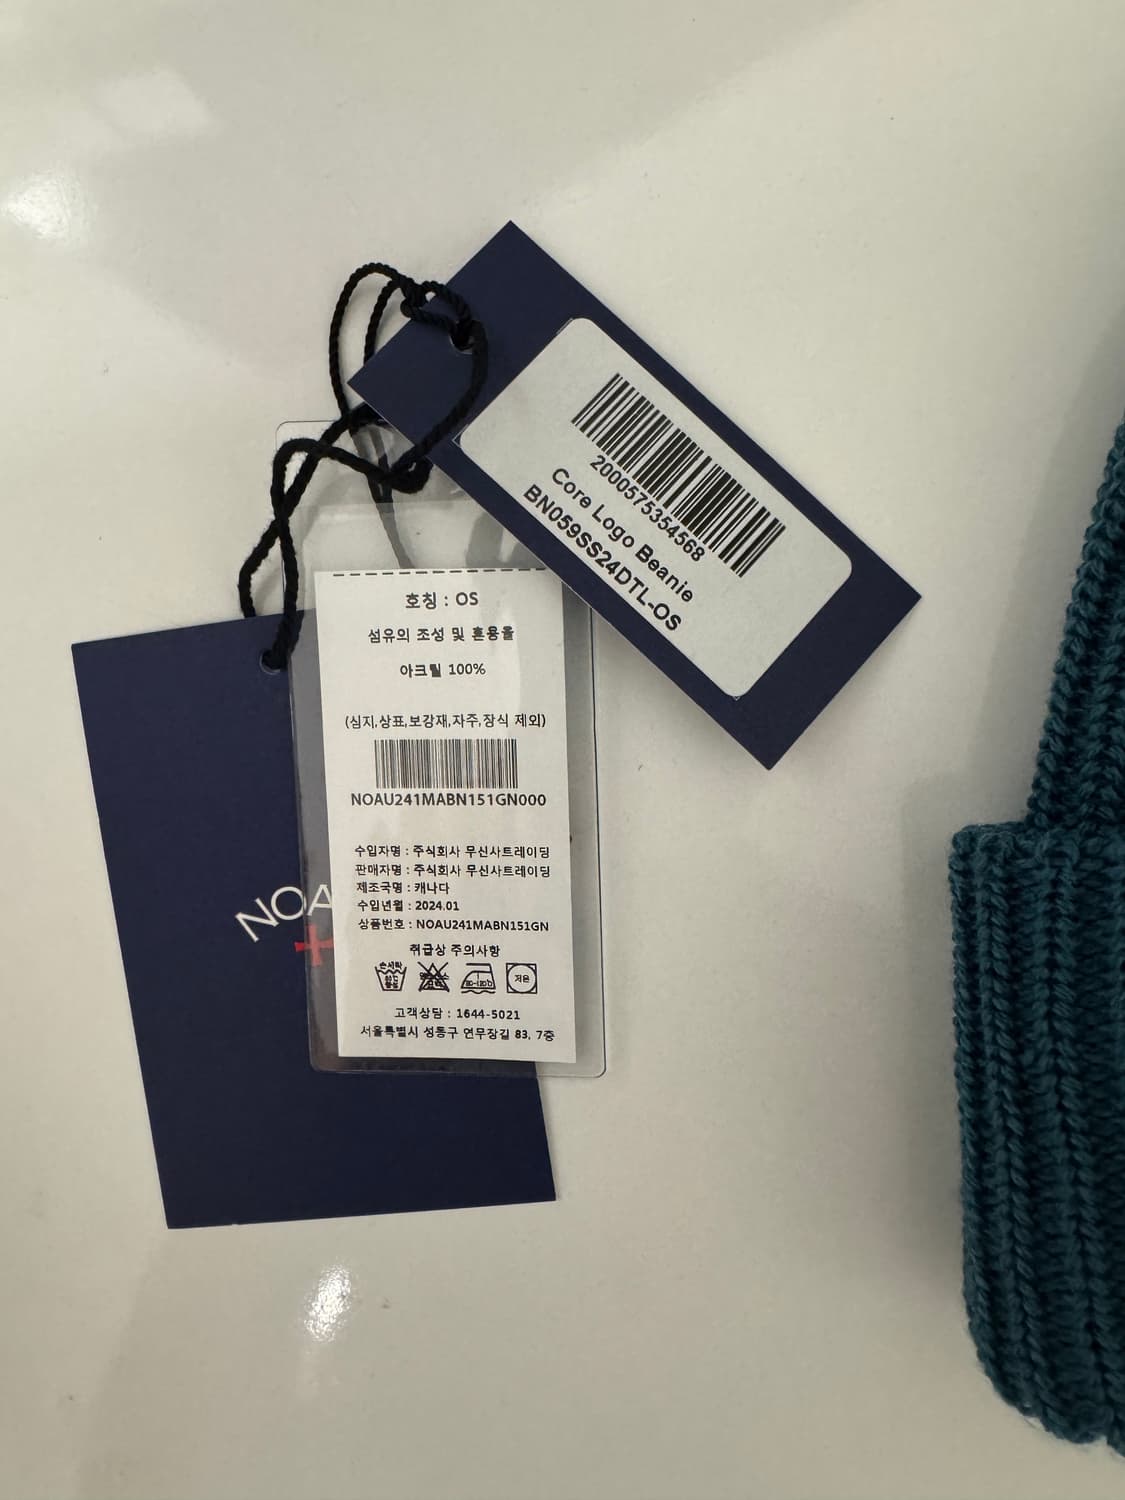 2000575354568
Core Logo Beanie
BN059SS24DTL-OS
호칭 : OS
섬유의 조성 및 혼용율
아크릴 100%
(심지,상표,보강재,자주,장식 제외)
NOAU241MABN151GN000
수입자명 : 주식회사 무신사트레이딩
판매자명 : 주식회사 무신사트레이딩
제조국명 : 캐나다
수입년월 : 2024.01
상품번호 : NOAU241MABN151GN
취급상 주의사항
손세탁
저온
고객상담 : 1644-5021
서울특별시 성동구 연무장길 83, 7층
NOA